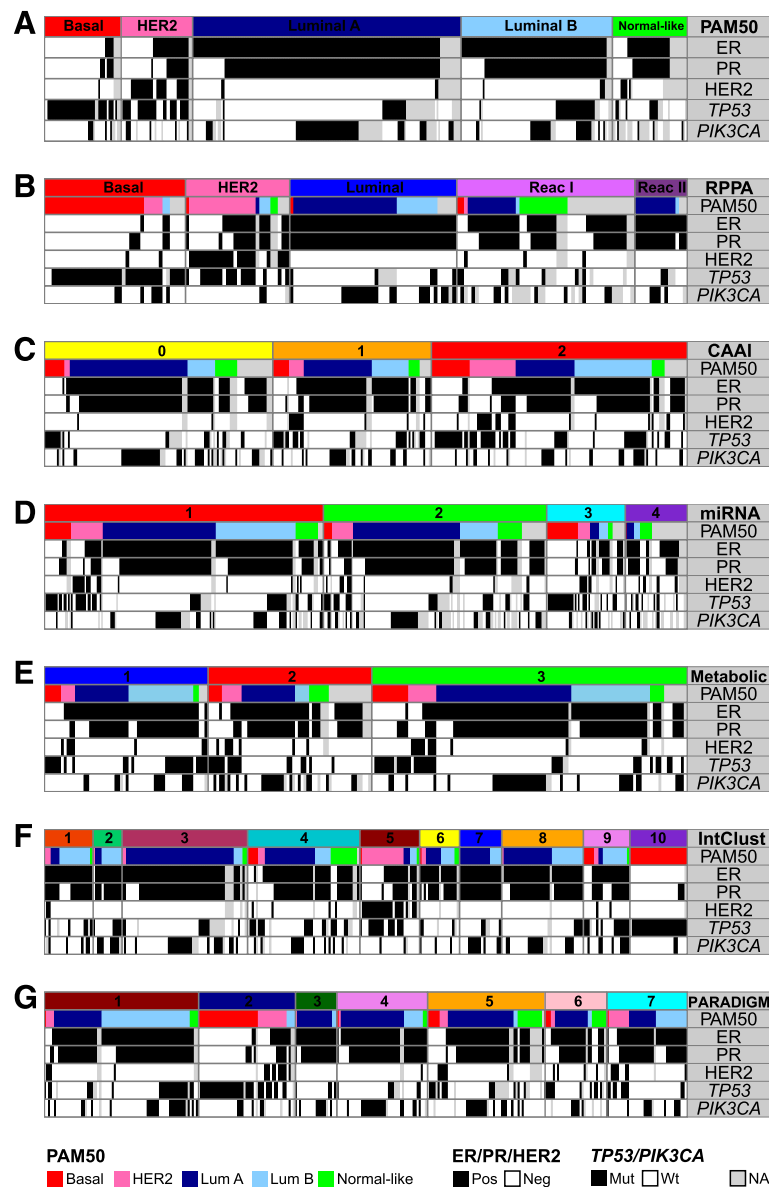 A Basal HER2 Luminal A Luminal B Normal-like PAM50
ER
PR
HER2
TP53
PIK3CA
B Basal HER2 Luminal Reac I Reac II RPPA
PAM50
ER
PR
HER2
TP53
PIK3CA
C 0 1 2 CAAI
PAM50
ER
PR
HER2
TP53
PIK3CA
D 1 2 3 4 miRNA
PAM50
ER
PR
HER2
TP53
PIK3CA
E 1 2 3 Metabolic
PAM50
ER
PR
HER2
TP53
PIK3CA
F 1 2 3 4 5 6 7 8 9 10 IntClust
PAM50
ER
PR
HER2
TP53
PIK3CA
G 1 2 3 4 5 6 7 PARADIGM
PAM50
ER
PR
HER2
TP53
PIK3CA
PAM50 ER/PR/HER2 TP53/PIK3CA
Basal HER2 Lum A Lum B Normal-like Pos Neg Mut Wt NA